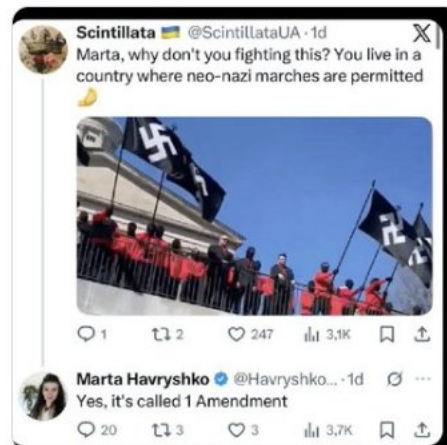 Scintillata 🇺🇦 @ScintillataUA · 1d
Marta, why don't you fighting this? You live in a
country where neo-nazi marches are permitted
🤌
1 2 247 3,1K
Marta Havryshko @Havryshko... · 1d
Yes, it's called 1 Amendment
20 3 3 3,7K